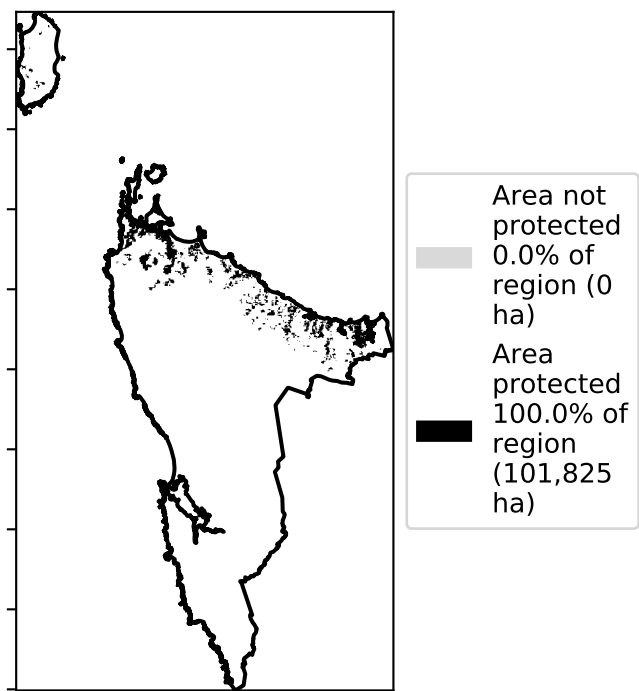 Area not
protected
0.0% of
region (0
ha)
Area
protected
100.0% of
region
(101,825
ha)